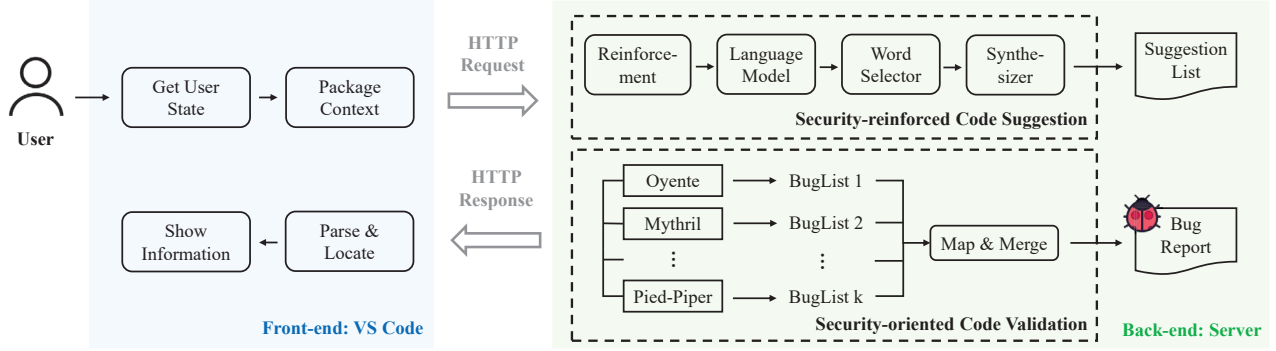 User
Get User
State
Package
Context
Show
Information
Parse &
Locate
Front-end: VS Code
HTTP
Request
HTTP
Response
Reinforce-
ment
Language
Model
Word
Selector
Synthe-
sizer
Security-reinforced Code Suggestion
Suggestion
List
Oyente
BugList 1
Mythril
BugList 2
⋮
⋮
Pied-Piper
BugList k
Map & Merge
Security-oriented Code Validation
Bug
Report
Back-end: Server